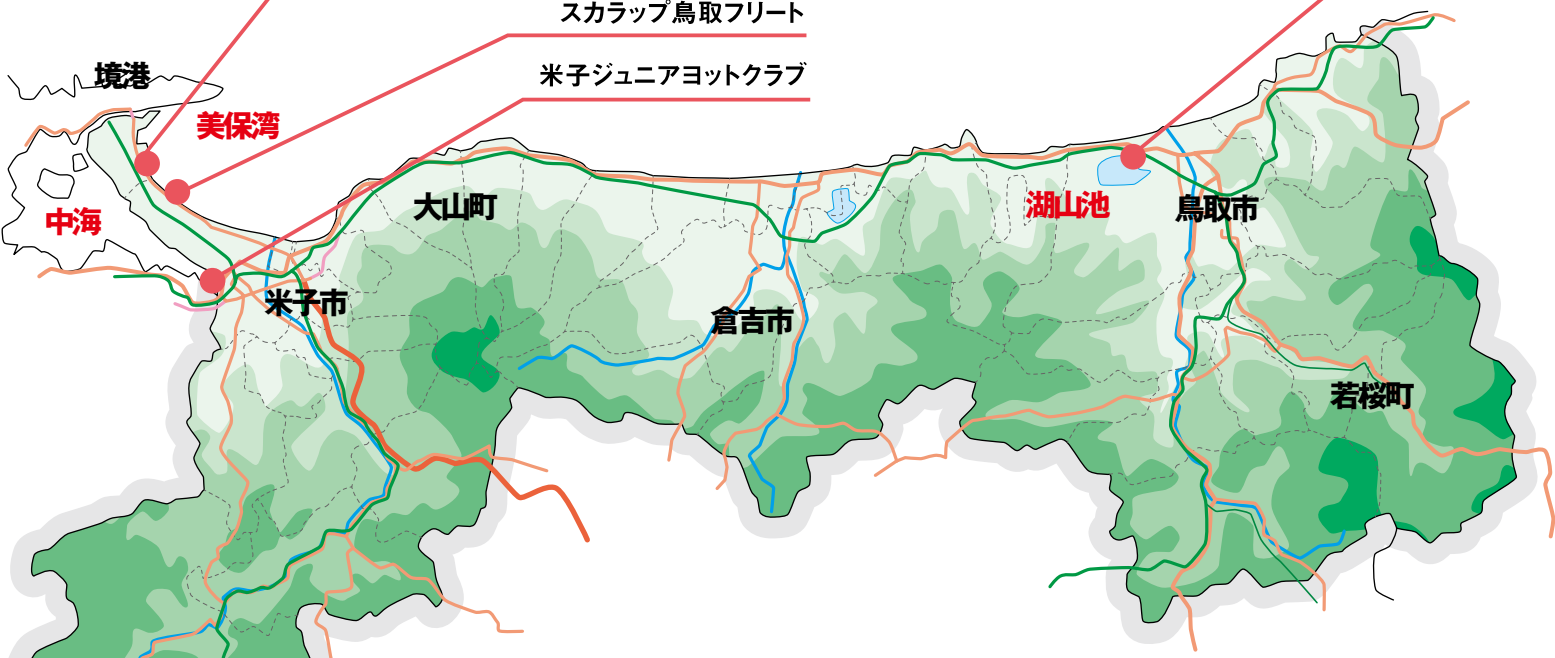 スカラップ鳥取フリート
米子ジュニアヨットクラブ
境港
美保湾
中海
大山町
湖山池
鳥取市
米子市
倉吉市
若桜町